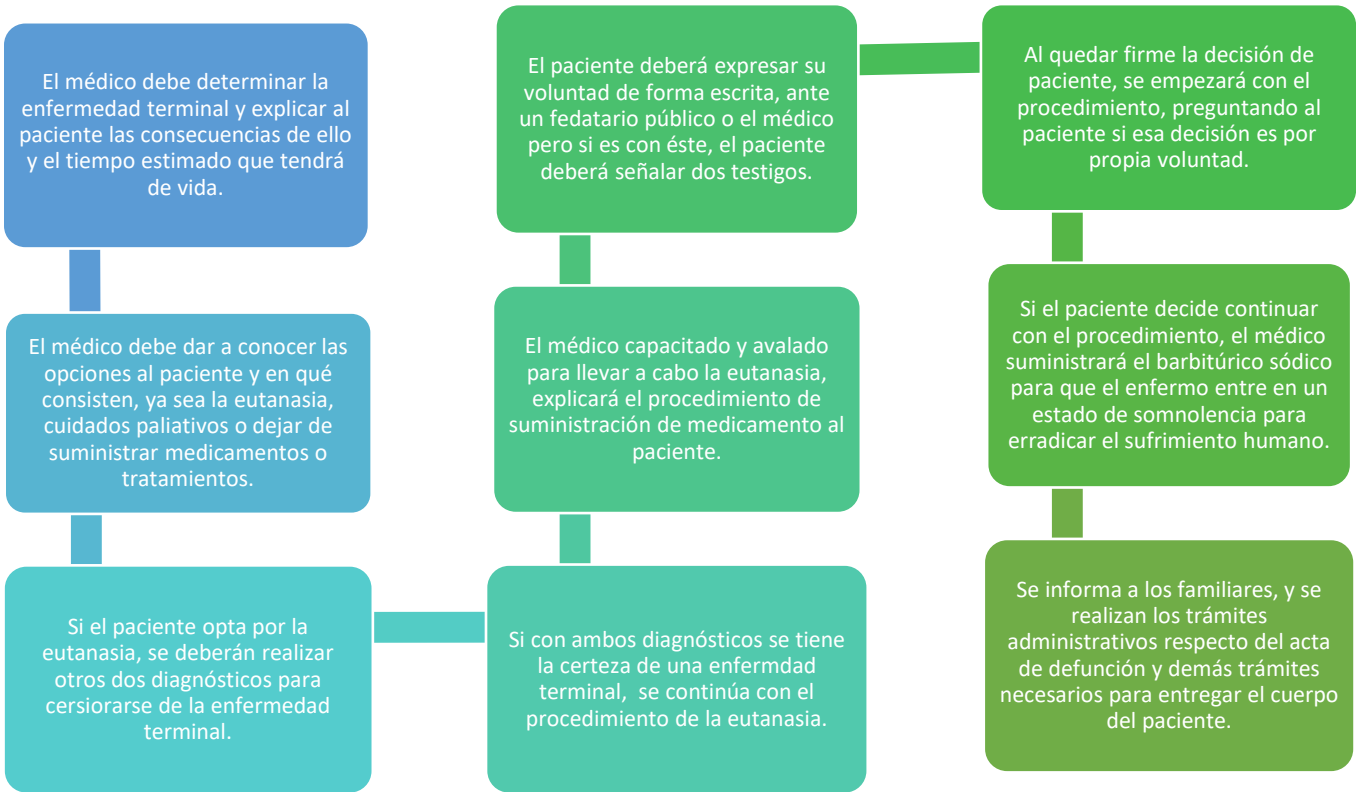 El médico debe determinar la
enfermedad terminal y explicar al
paciente las consecuencias de ello
y el tiempo estimado que tendrá
de vida.
El médico debe dar a conocer las
opciones al paciente y en qué
consisten, ya sea la eutanasia,
cuidados paliativos o dejar de
suministrar medicamentos o
tratamientos.
Si el paciente opta por la
eutanasia, se deberán realizar
otros dos diagnósticos para
cersiorarse de la enfermedad
terminal.
Si con ambos diagnósticos se tiene
la certeza de una enfermdad
terminal, se continúa con el
procedimiento de la eutanasia.
El médico capacitado y avalado
para llevar a cabo la eutanasia,
explicará el procedimiento de
suministración de medicamento al
paciente.
El paciente deberá expresar su
voluntad de forma escrita, ante
un fedatario público o el médico
pero si es con éste, el paciente
deberá señalar dos testigos.
Al quedar firme la decisión de
paciente, se empezará con el
procedimiento, preguntando al
paciente si esa decisión es por
propia voluntad.
Si el paciente decide continuar
con el procedimiento, el médico
suministrará el barbitúrico sódico
para que el enfermo entre en un
estado de somnolencia para
erradicar el sufrimiento humano.
Se informa a los familiares, y se
realizan los trámites
administrativos respecto del acta
de defunción y demás trámites
necesarios para entregar el cuerpo
del paciente.